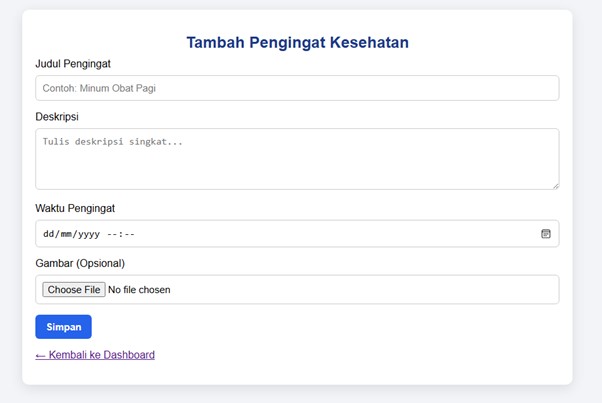 Tambah Pengingat Kesehatan
Judul Pengingat
Contoh: Minum Obat Pagi
Deskripsi
Tulis deskripsi singkat...
Waktu Pengingat
dd/mm/yyyy --:--
Gambar (Opsional)
Choose File No file chosen
Simpan
← Kembali ke Dashboard